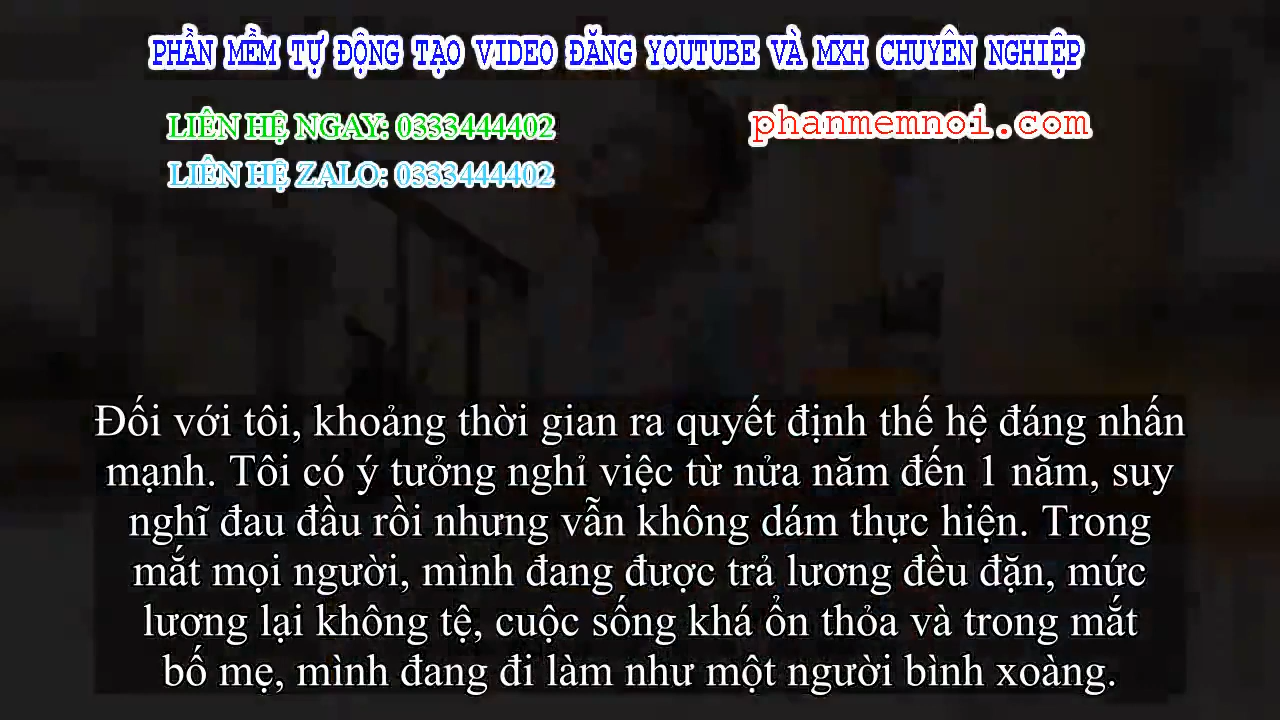 PHẦN MỀM TỰ ĐỘNG TẠO VIDEO ĐĂNG YOUTUBE VÀ MXH CHUYÊN NGHIỆP
LIÊN HỆ NGAY: 0333444402
phanmemnoi.com
LIÊN HỆ ZALO: 0333444402
Đối với tôi, khoảng thời gian ra quyết định thế hệ đáng nhấn
mạnh. Tôi có ý tưởng nghỉ việc từ nửa năm đến 1 năm, suy
nghĩ đau đầu rồi nhưng vẫn không dám thực hiện. Trong
mắt mọi người, mình đang được trả lương đều đặn, mức
lương lại không tệ, cuộc sống khá ổn thỏa và trong mắt
bố mẹ, mình đang đi làm như một người bình xoàng.